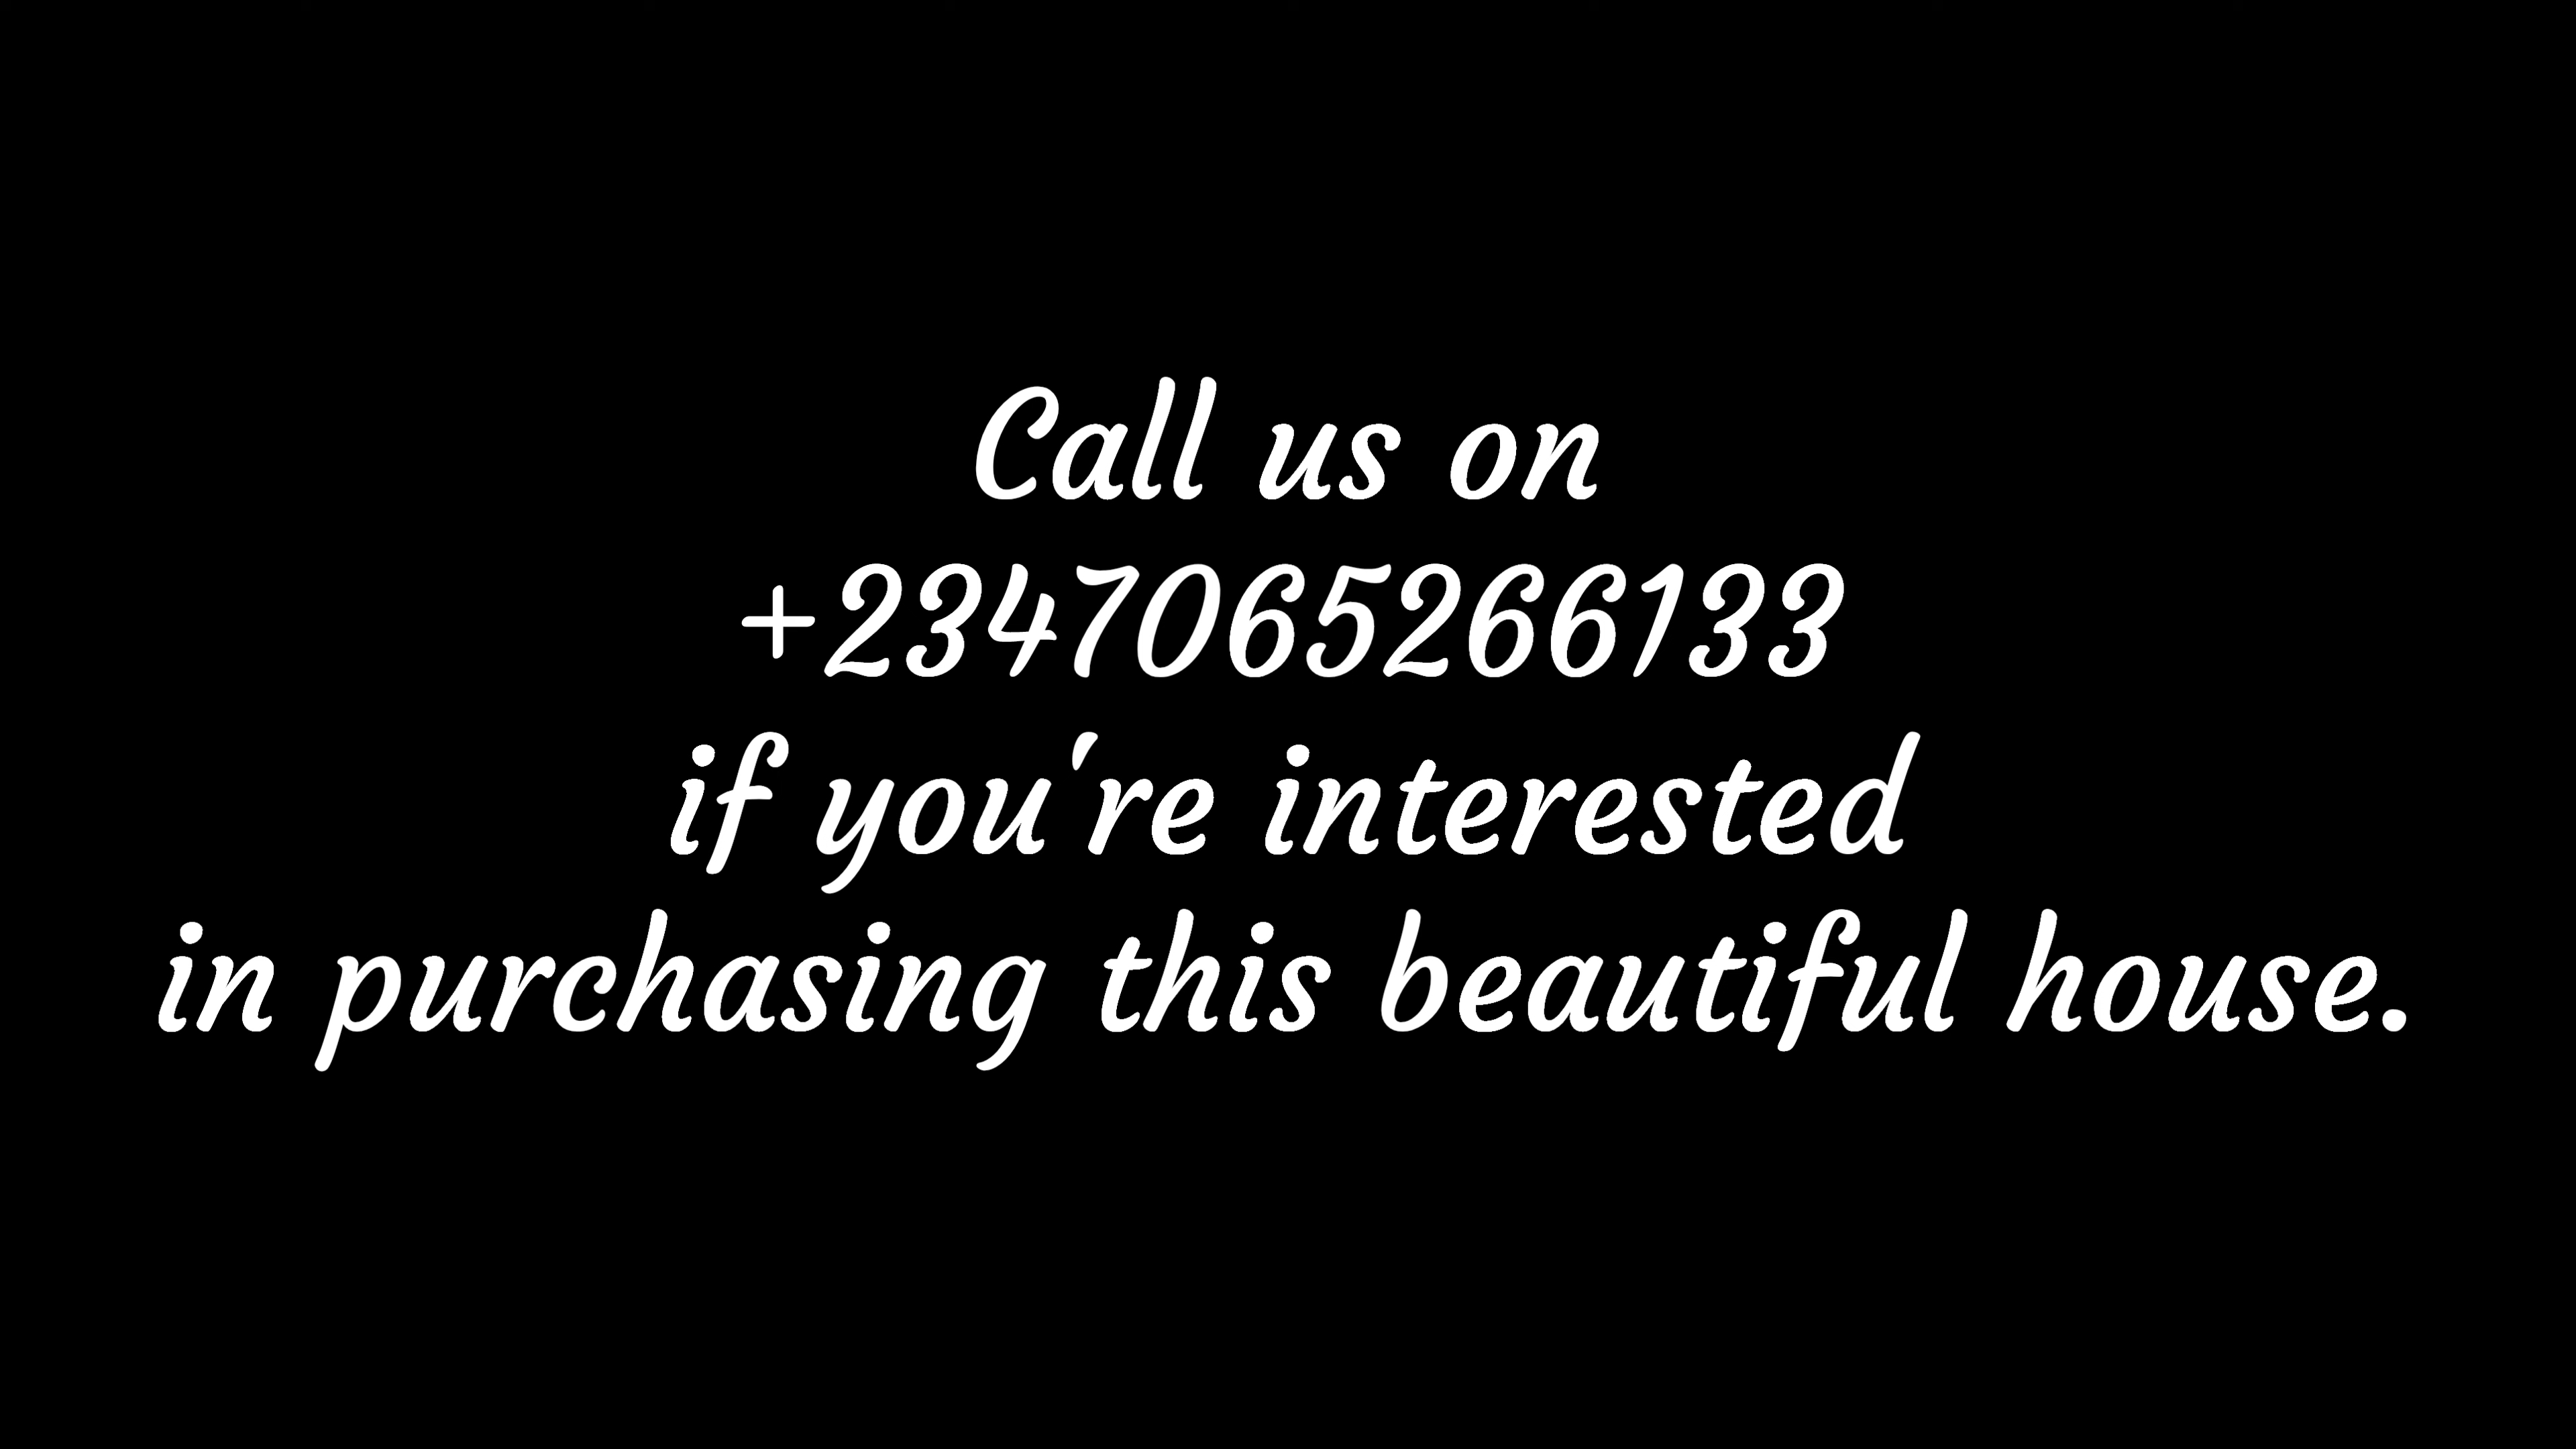 Call us on
+2347065266133
if you're interested
in purchasing this beautiful house.